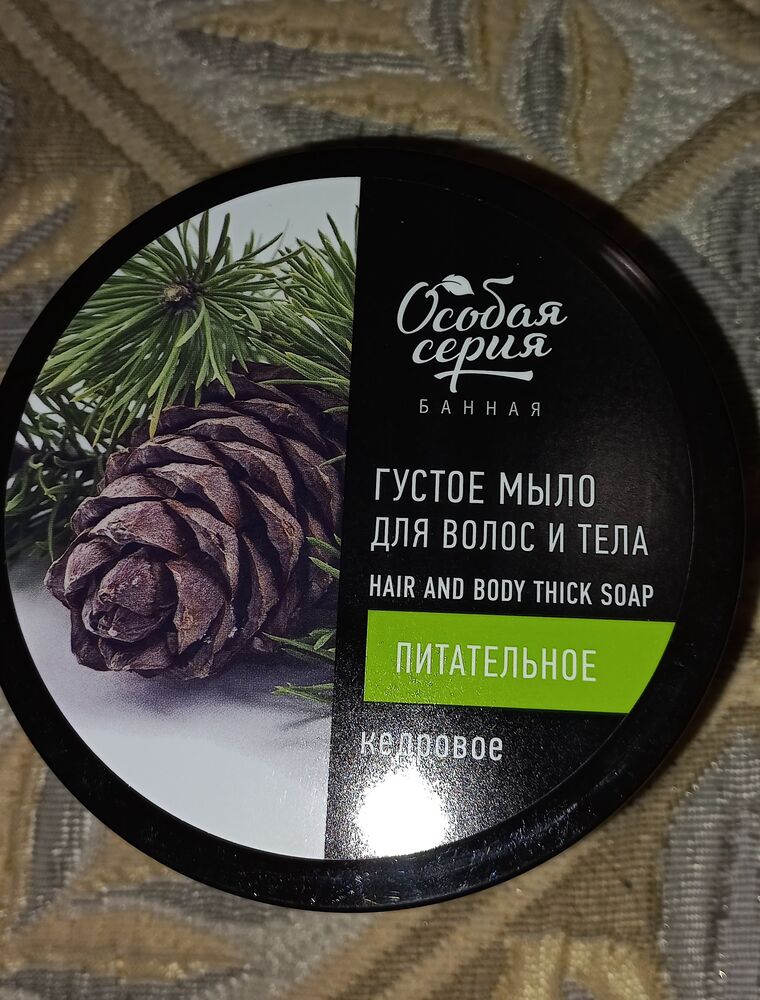 Особая
серия
БАННАЯ
ГУСТОЕ МЫЛО
ДЛЯ ВОЛОС И ТЕЛА
HAIR AND BODY THICK SOAP
ПИТАТЕЛЬНОЕ
кедровое